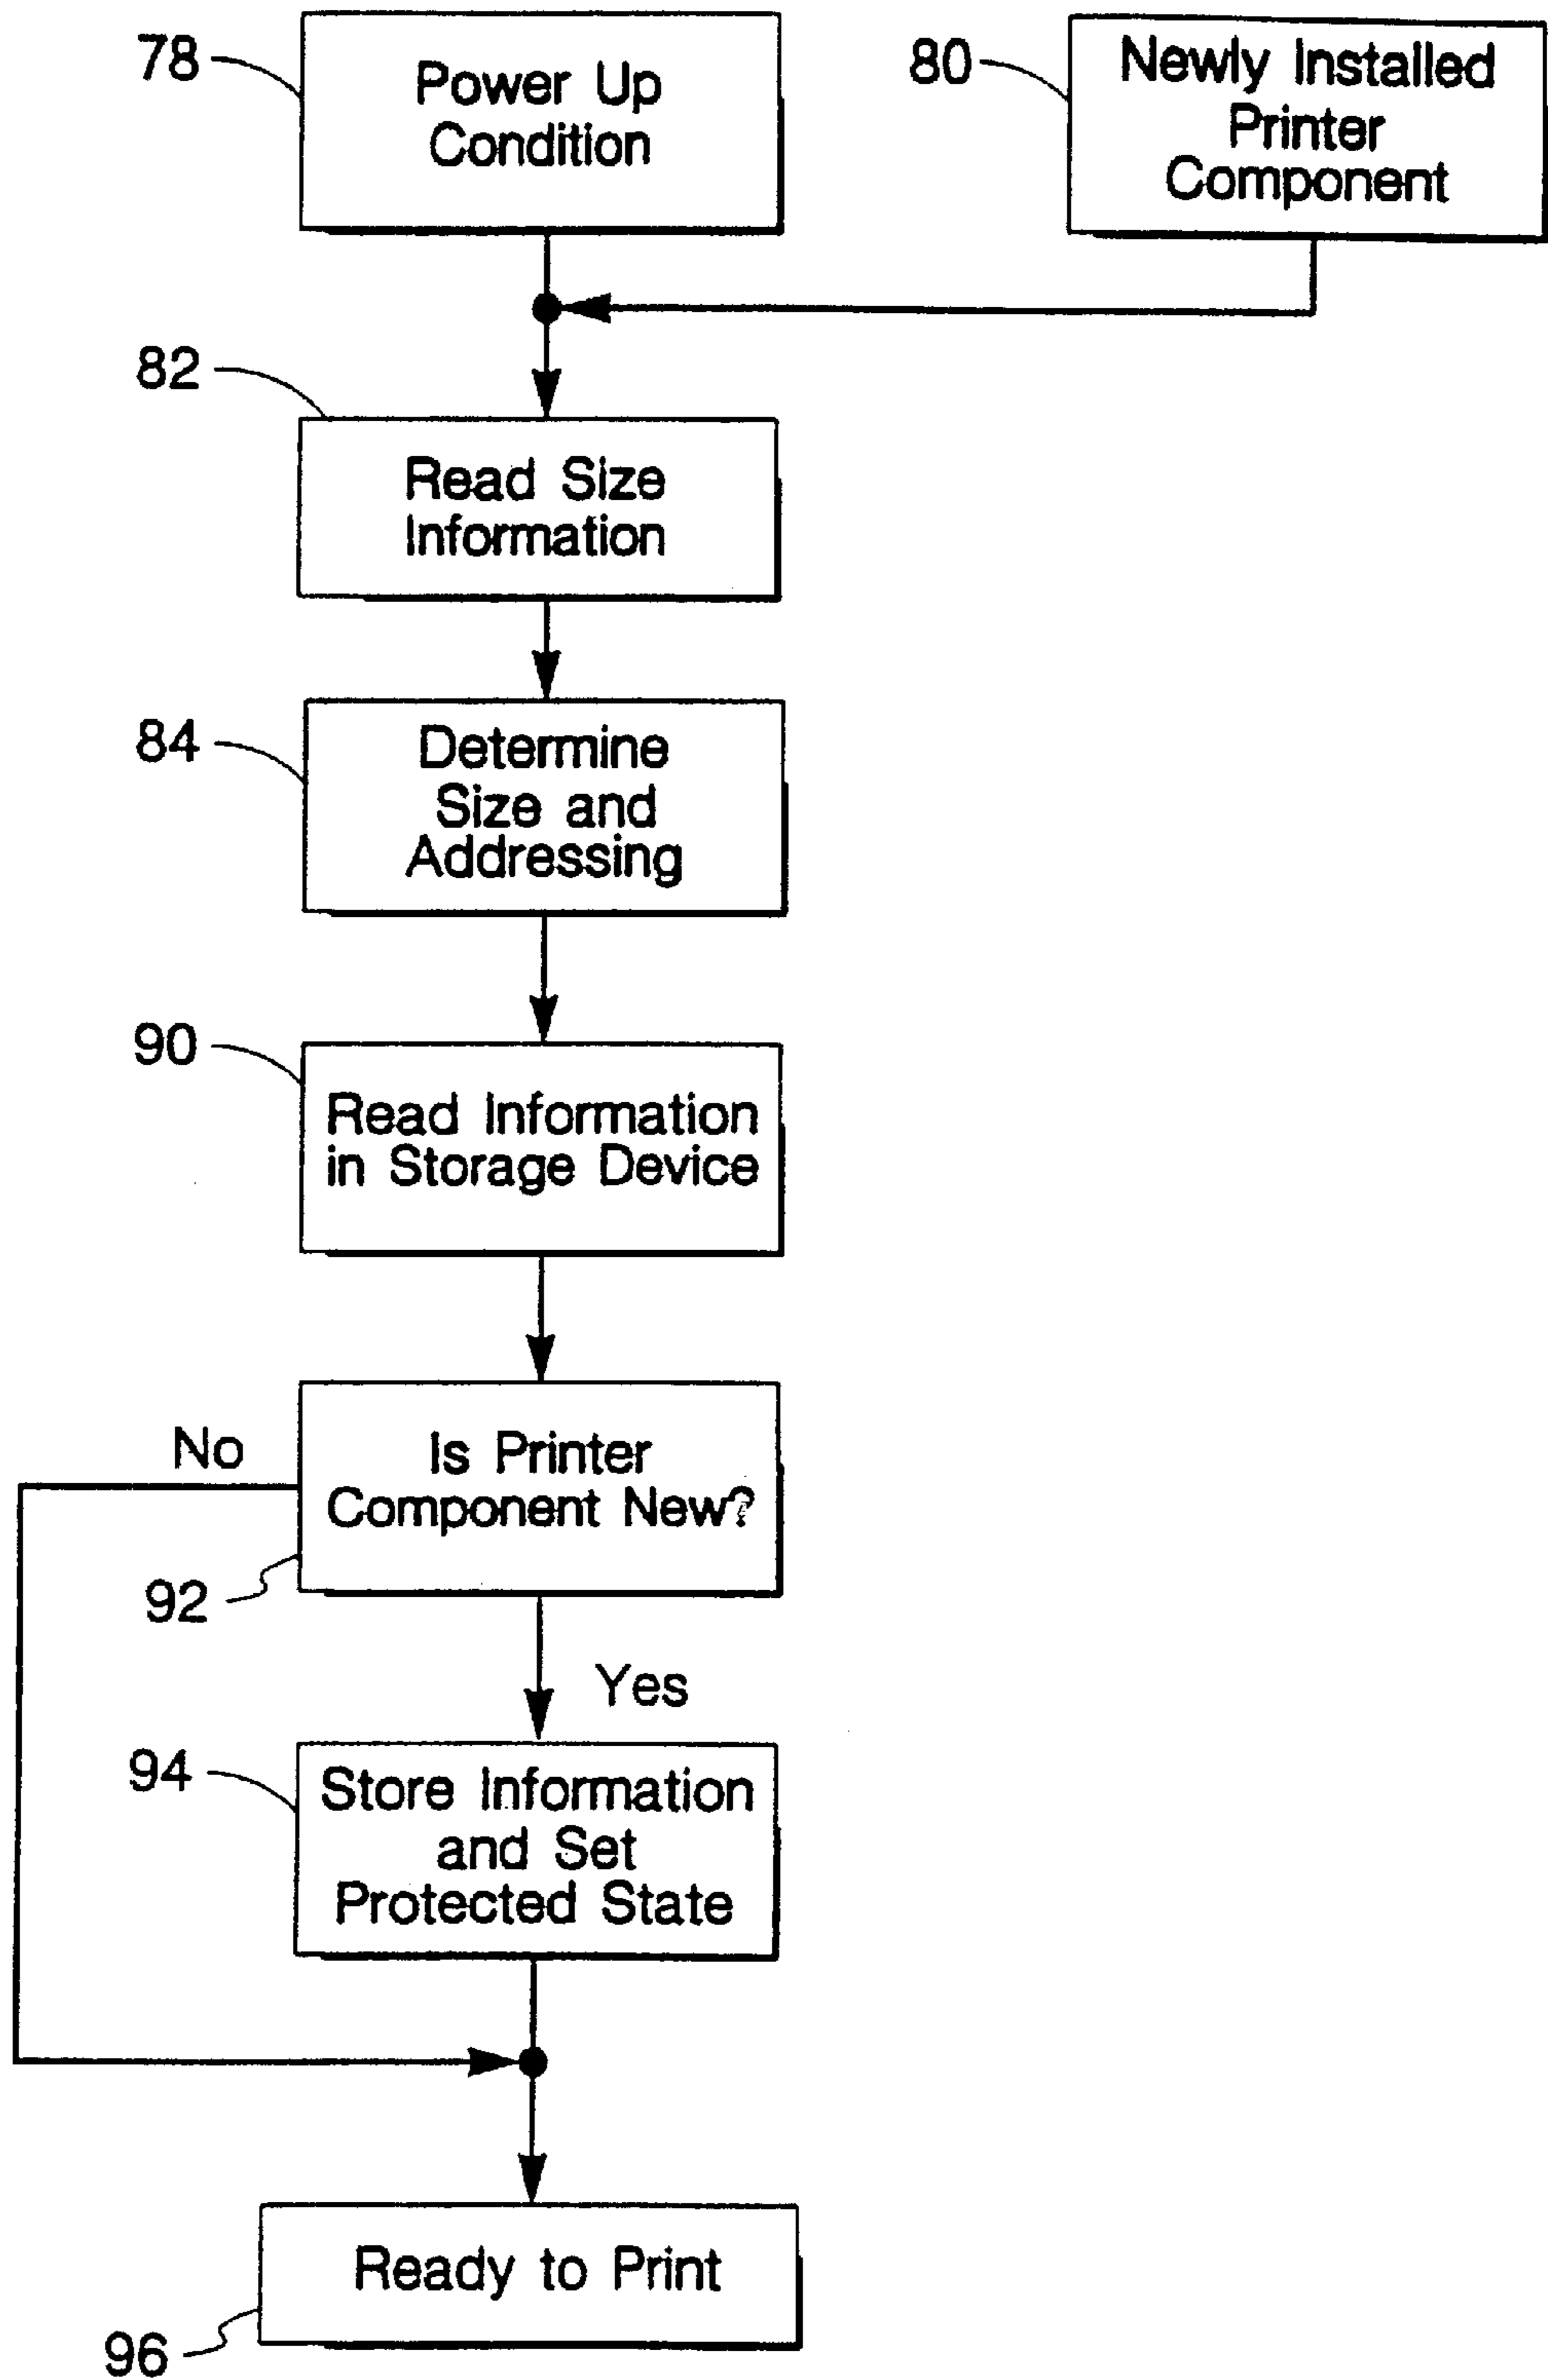 78
Power Up
Condition
80
Newly Installed
Printer
Component
82
Read Size
Information
84
Determine
Size and
Addressing
90
Read Information
in Storage Device
No
Is Printer
Component New?
92
Yes
94
Store Information
and Set
Protected State
Ready to Print
96